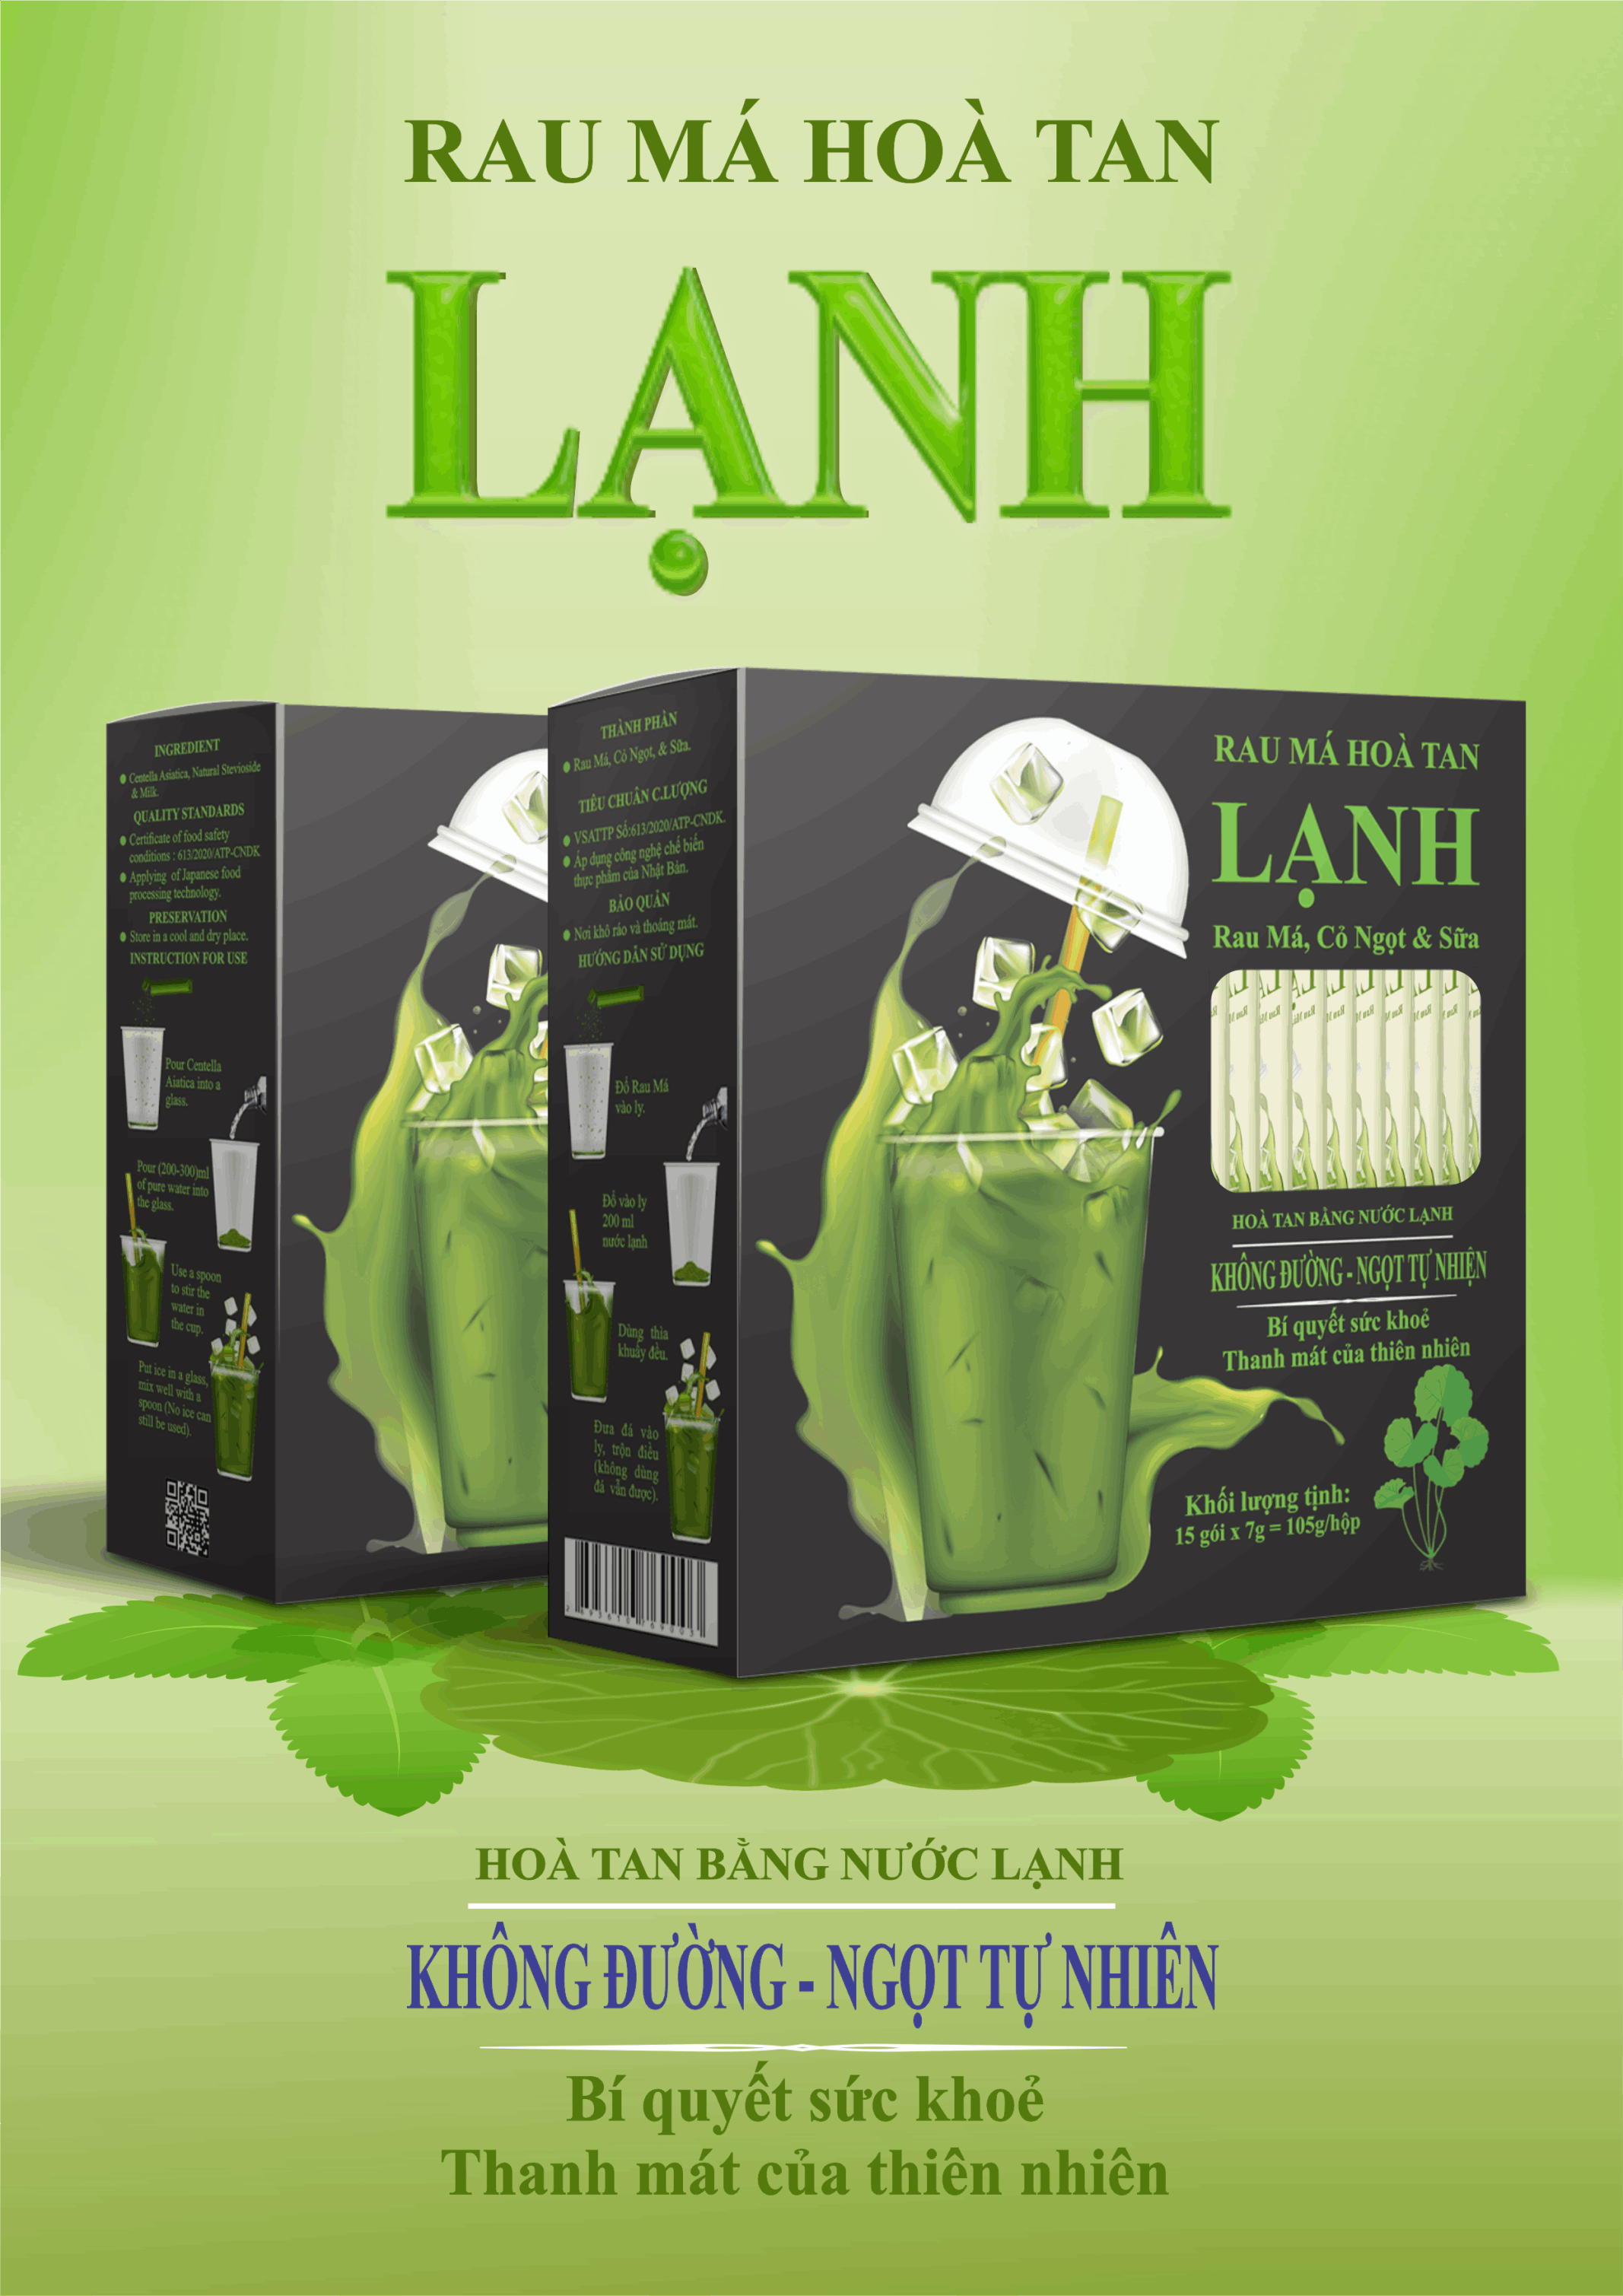 RAU MÁ HOÀ TAN
LẠNH
INGREDIENT
Centella Asiatica, Natural Stevioside
& Milk.
QUALITY STANDARDS
Certificate of food safety
conditions : 613/2020/ATP-CNDK
Applying of Japanese food
processing technology.
PRESERVATION
Store in a cool and dry place.
INSTRUCTION FOR USE
Pour Centella
Aiatica into a
glass.
Pour (200-300)ml
of pure water into
the glass.
Use a spoon
to stir the
water in
the cup.
Put ice in a glass,
mix well with a
spoon (No ice can
still be used).
THÀNH PHẦN
Rau Má, Cỏ Ngọt, & Sữa.
TIÊU CHUẨN C.LƯỢNG
VSATTP Số:613/2020/ATP-CNDK.
Áp dụng công nghệ chế biến
thực phẩm của Nhật Bản.
BẢO QUẢN
Nơi khô ráo và thoáng mát.
HƯỚNG DẪN SỬ DỤNG
Đổ Rau Má
vào ly.
Đổ vào ly
200 ml
nước lạnh
Dùng thìa
khuấy đều.
Đưa đá vào
ly, trộn điều
(không dùng
đá vẫn được).
RAU MÁ HOÀ TAN
LẠNH
Rau Má, Cỏ Ngọt & Sữa
HOÀ TAN BẰNG NƯỚC LẠNH
KHÔNG ĐƯỜNG - NGỌT TỰ NHIỆN
Bí quyết sức khoẻ
Thanh mát của thiên nhiên
Khối lượng tịnh:
15 gói x 7g = 105g/hộp
HOÀ TAN BẰNG NƯỚC LẠNH
KHÔNG ĐƯỜNG - NGỌT TỰ NHIÊN
Bí quyết sức khoẻ
Thanh mát của thiên nhiên